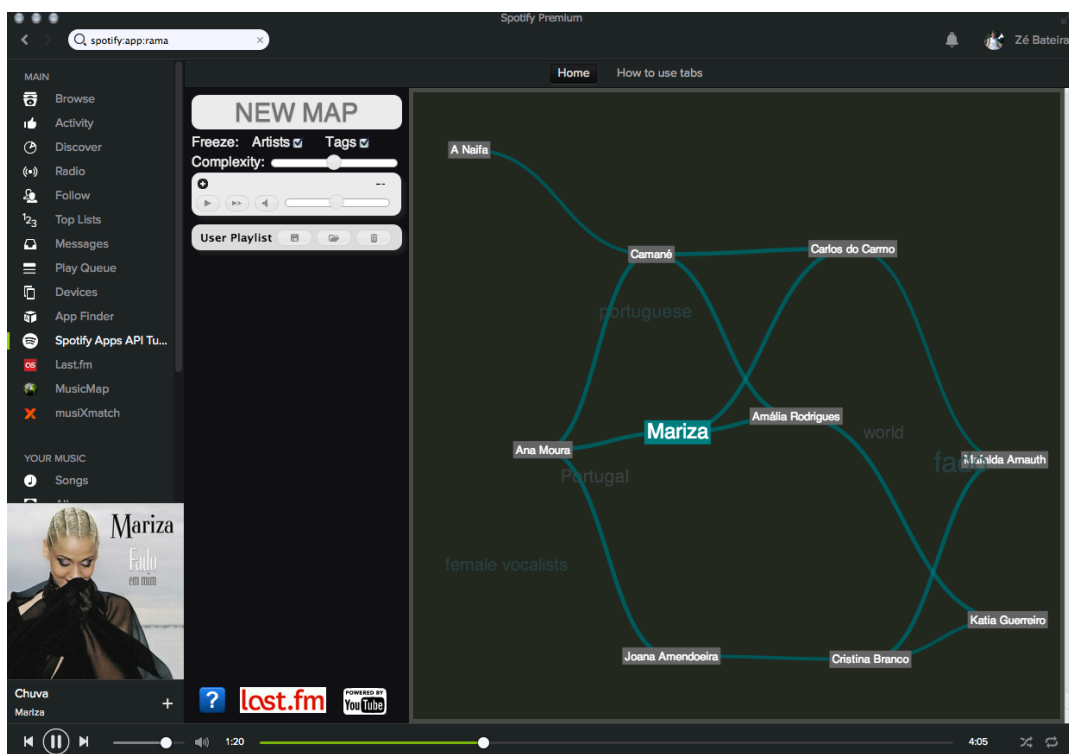 Spotify Premium
spotify:app:rama
Zé Bateira
Home How to use tabs
MAIN
Browse
Activity
Discover
Radio
Follow
Top Lists
Messages
Play Queue
Devices
App Finder
Spotify Apps API Tu...
Last.fm
MusicMap
musiXmatch
YOUR MUSIC
Songs
NEW MAP
Freeze: Artists Tags
Complexity:
--
User Playlist
A Naifa
Camané
Carlos do Carmo
portuguese
Amália Rodrigues
Mariza
world
Ana Moura
fado
Mafalda Arnauth
Portugal
female vocalists
Katia Guerreiro
Joana Amendoeira
Cristina Branco
Mariza
Fado
em mim
Chuva
Mariza
?
last.fm
POWERED BY
YouTube
1:20
4:05